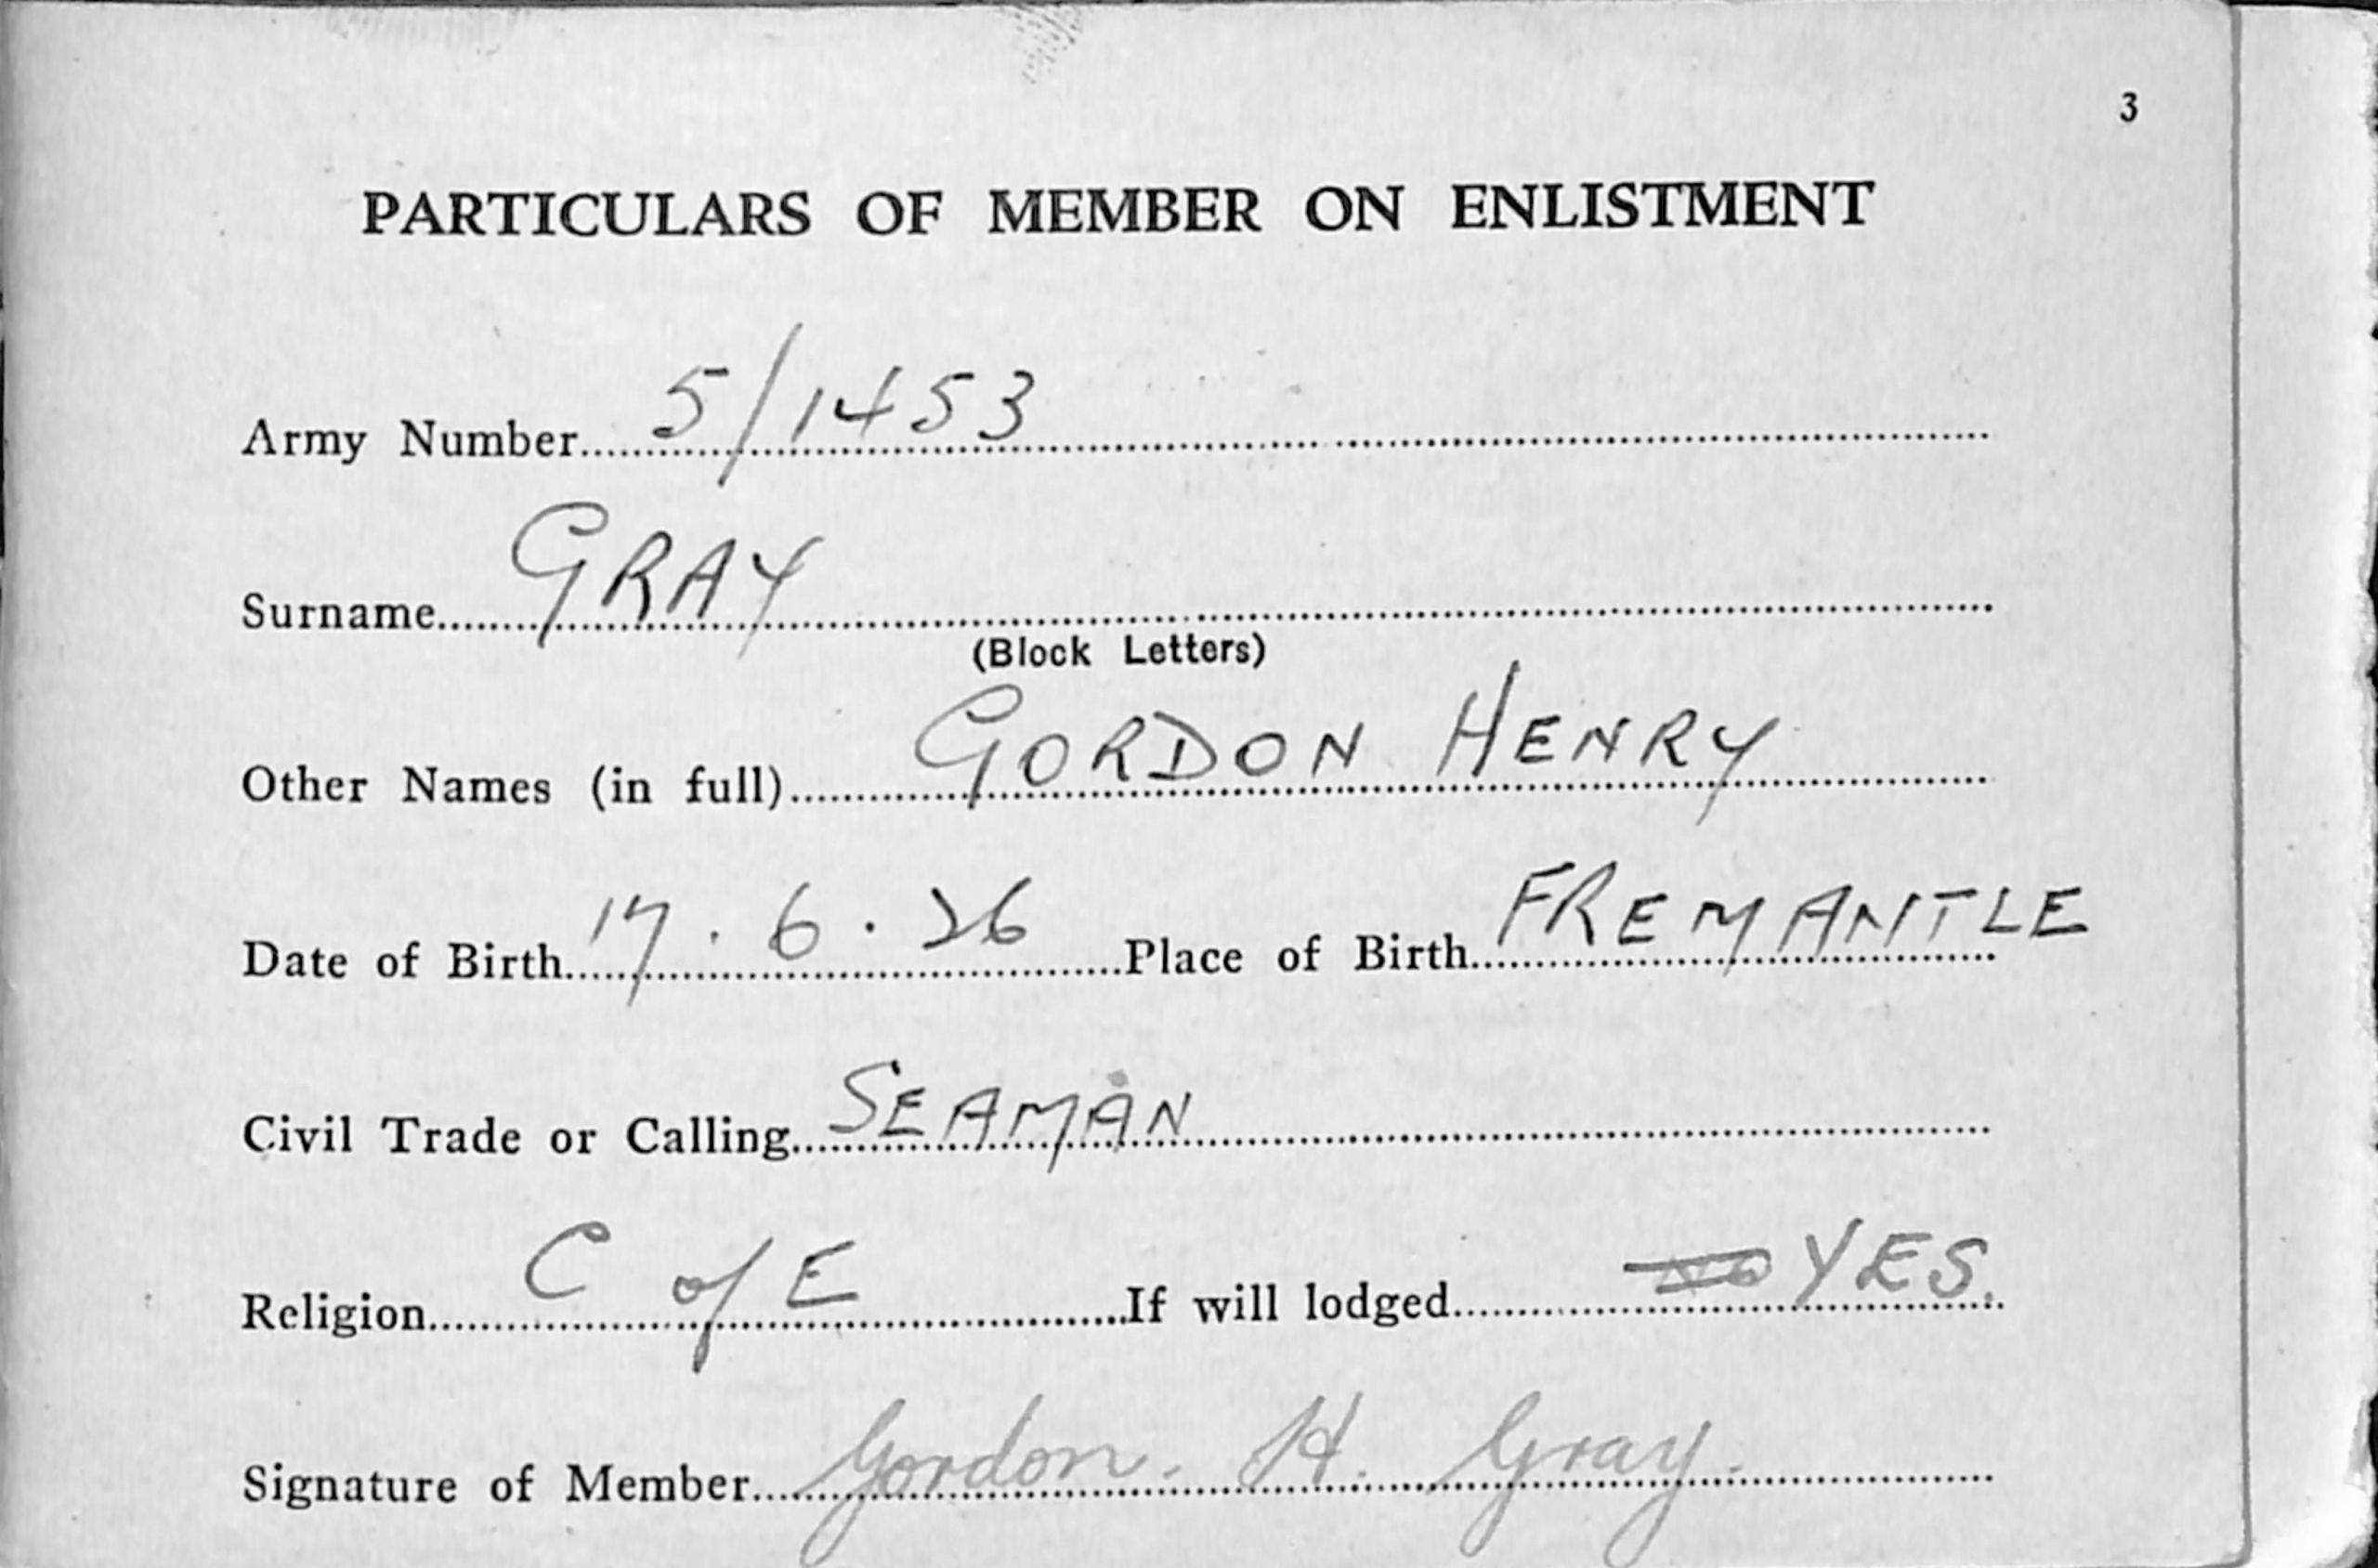 3
PARTICULARS OF MEMBER ON ENLISTMENT
Army Number 5/1453
Surname GRAY
(Block Letters)
Other Names (in full) GORDON HENRY
Date of Birth 17.6.26 Place of Birth FREMANTLE
Civil Trade or Calling SEAMAN
Religion C of E If will lodged NO YES.
Signature of Member Gordon. H. Gray.